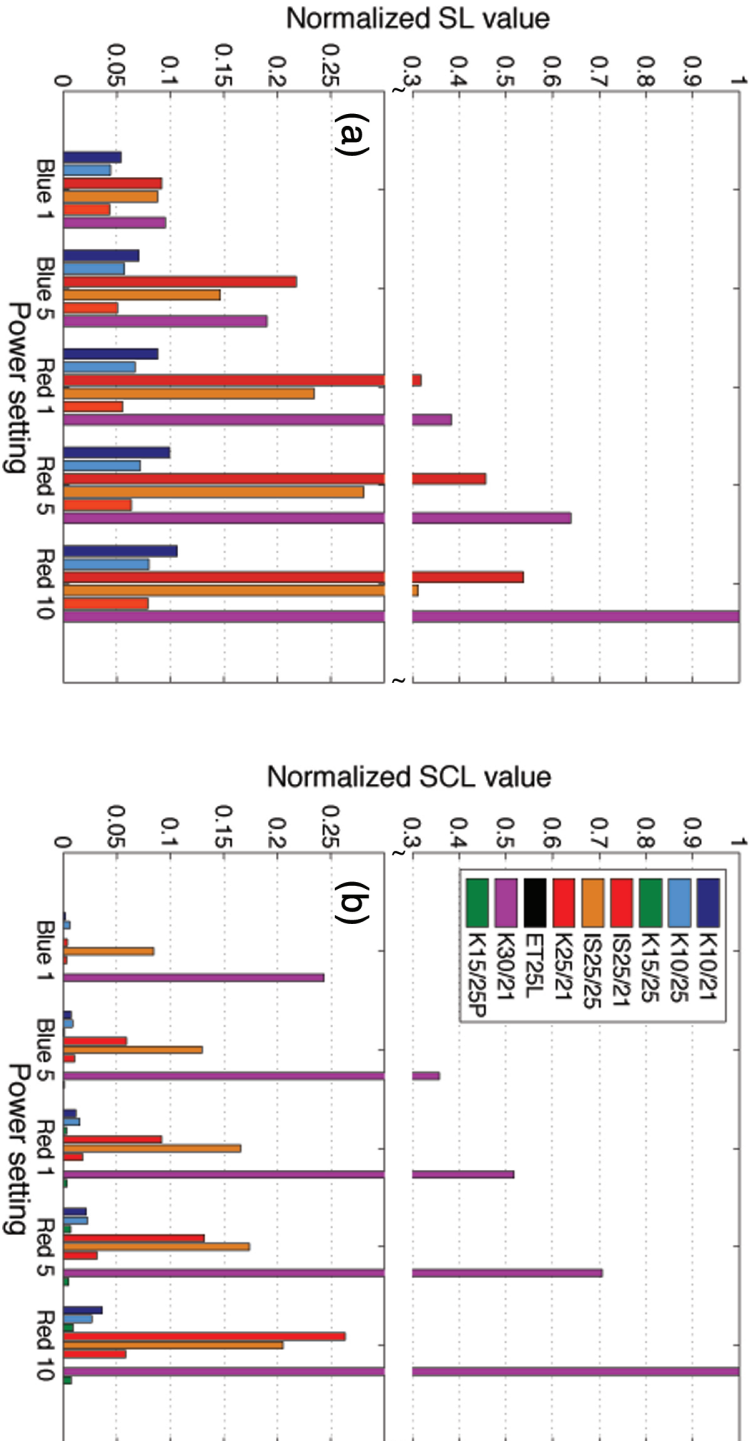 Normalized SL value
1
0.9
0.8
0.7
0.6
0.5
0.4
0.3
~
~
0.25
0.2
0.15
0.1
0.05
0
(a)
Blue 1
Blue 5
Red 1
Red 5
Red 10
Power setting
Normalized SCL value
1
0.9
0.8
0.7
0.6
0.5
0.4
0.3
~
0.25
0.2
0.15
0.1
0.05
0
(b)
K10/21
K10/25
K15/25
IS25/21
IS25/25
K25/21
ET25L
K30/21
K15/25P
Blue 1
Blue 5
Red 1
Red 5
Red 10
Power setting